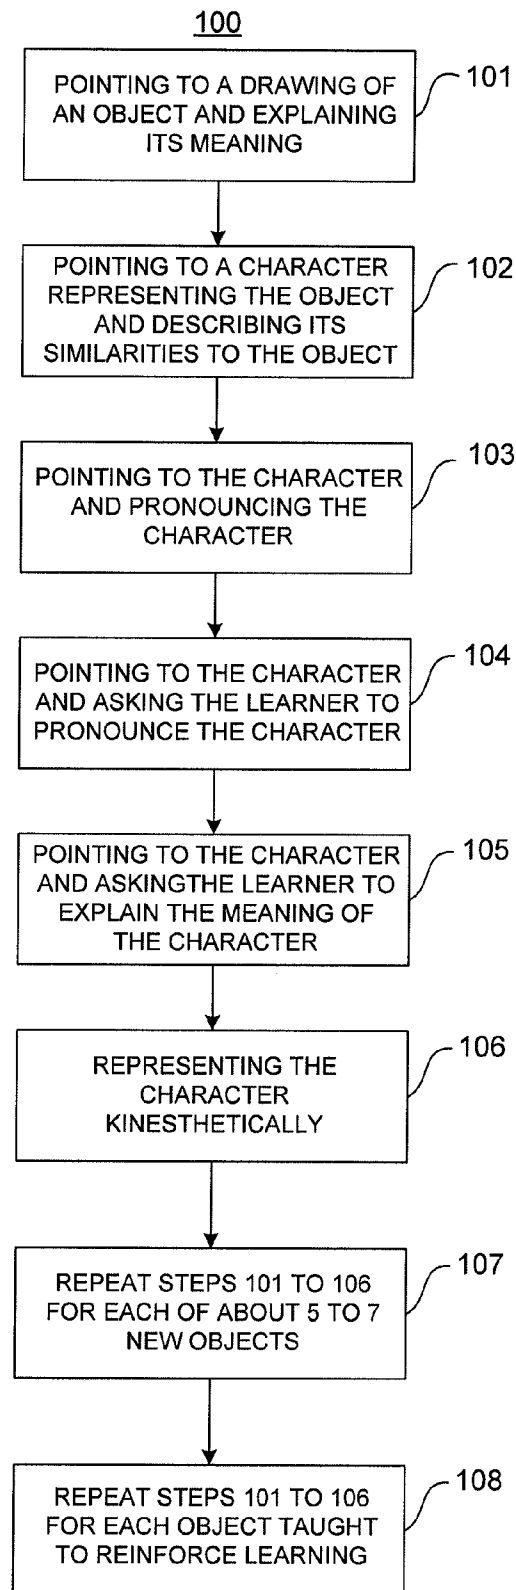 100
POINTING TO A DRAWING OF
AN OBJECT AND EXPLAINING
ITS MEANING
101
POINTING TO A CHARACTER
REPRESENTING THE OBJECT
AND DESCRIBING ITS
SIMILARITIES TO THE OBJECT
102
POINTING TO THE CHARACTER
AND PRONOUNCING THE
CHARACTER
103
POINTING TO THE CHARACTER
AND ASKING THE LEARNER TO
PRONOUNCE THE CHARACTER
104
POINTING TO THE CHARACTER
AND ASKINGTHE LEARNER TO
EXPLAIN THE MEANING OF
THE CHARACTER
105
REPRESENTING THE
CHARACTER
KINESTHETICALLY
106
REPEAT STEPS 101 TO 106
FOR EACH OF ABOUT 5 TO 7
NEW OBJECTS
107
REPEAT STEPS 101 TO 106
FOR EACH OBJECT TAUGHT
TO REINFORCE LEARNING
108